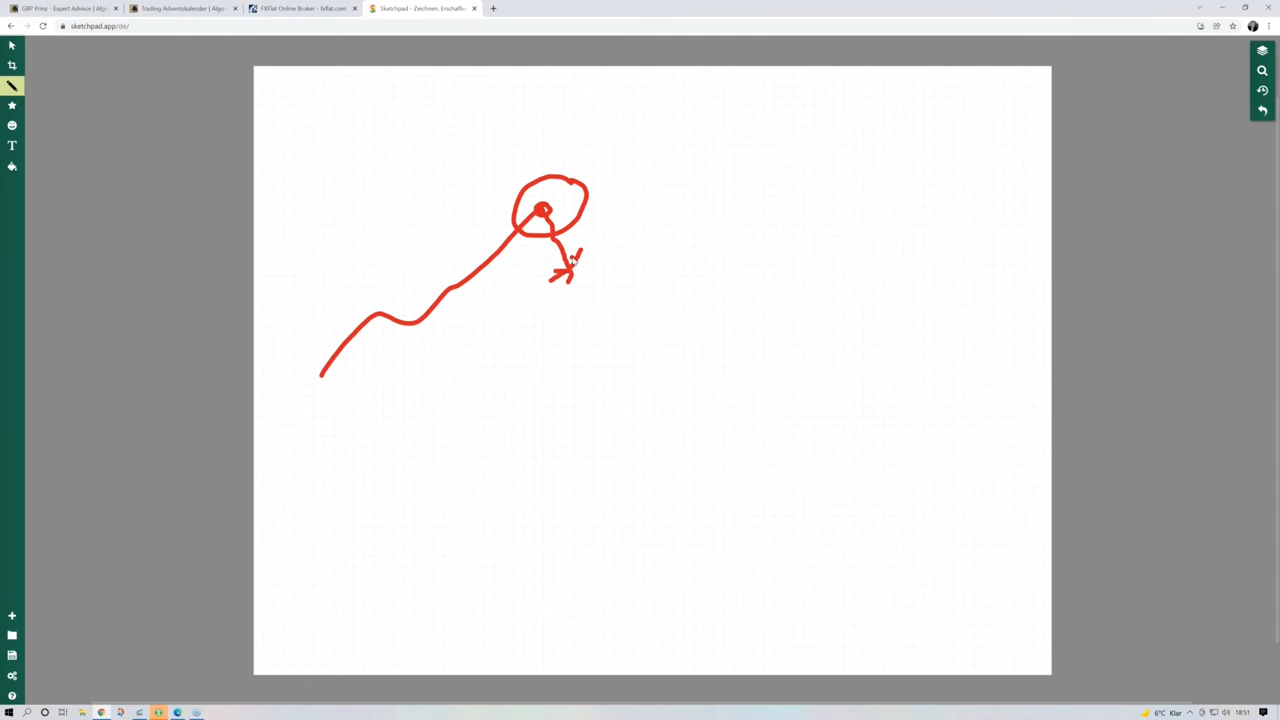 GBP Prinz - Expert Advisor | Algo-
Trading Adventskalender | Algo-
FXFlat Online Broker - fxflat.com
Sketchpad - Zeichnen, Erschaffe
sketchpad.app/de/
T
6°C Klar
18:51